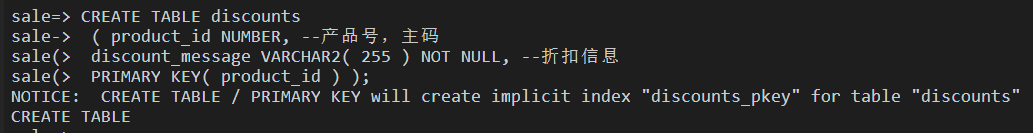 sale=> CREATE TABLE discounts
sale-> ( product_id NUMBER, --产品号，主码
sale(> discount_message VARCHAR2( 255 ) NOT NULL, --折扣信息
sale(> PRIMARY KEY( product_id ) );
NOTICE:  CREATE TABLE / PRIMARY KEY will create implicit index "discounts_pkey" for table "discounts"
CREATE TABLE